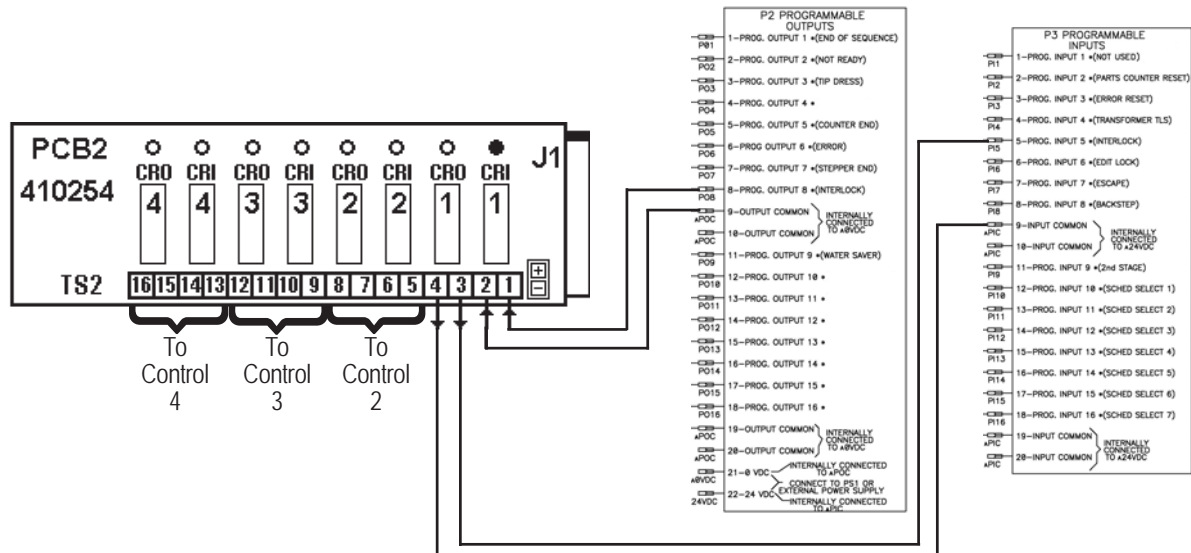 PCB2
410254
CRO CRI CRO CRI CRO CRI CRO CRI
4 4 3 3 2 2 1 1
J1
TS2
16 15 14 13 12 11 10 9 8 7 6 5 4 3 2 1
+
-
To Control 4
To Control 3
To Control 2
P2 PROGRAMMABLE
OUTPUTS
PO1 1-PROG. OUTPUT 1 *(END OF SEQUENCE)
PO2 2-PROG. OUTPUT 2 *(NOT READY)
PO3 3-PROG. OUTPUT 3 *(TIP DRESS)
PO4 4-PROG. OUTPUT 4 *
PO5 5-PROG. OUTPUT 5 *(COUNTER END)
PO6 6-PROG OUTPUT 6 *(ERROR)
PO7 7-PROG. OUTPUT 7 *(STEPPER END)
PO8 8-PROG. OUTPUT 8 *(INTERLOCK)
APOC 9-OUTPUT COMMON
APOC 10-OUTPUT COMMON
INTERNALLY
CONNECTED
TO A0VDC
PO9 11-PROG. OUTPUT 9 *(WATER SAVER)
PO10 12-PROG. OUTPUT 10 *
PO11 13-PROG. OUTPUT 11 *
PO12 14-PROG. OUTPUT 12 *
PO13 15-PROG. OUTPUT 13 *
PO14 16-PROG. OUTPUT 14 *
PO15 17-PROG. OUTPUT 15 *
PO16 18-PROG. OUTPUT 16 *
APOC 19-OUTPUT COMMON
APOC 20-OUTPUT COMMON
INTERNALLY
CONNECTED
TO A0VDC
A0VDC 21-0 VDC
INTERNALLY CONNECTED
TO APOC
CONNECT TO PS1 OR
EXTERNAL POWER SUPPLY
24VDC 22-24 VDC
INTERNALLY CONNECTED
TO APIC
P3 PROGRAMMABLE
INPUTS
PI1 1-PROG. INPUT 1 *(NOT USED)
PI2 2-PROG. INPUT 2 *(PARTS COUNTER RESET)
PI3 3-PROG. INPUT 3 *(ERROR RESET)
PI4 4-PROG. INPUT 4 *(TRANSFORMER TLS)
PI5 5-PROG. INPUT 5 *(INTERLOCK)
PI6 6-PROG. INPUT 6 *(EDIT LOCK)
PI7 7-PROG. INPUT 7 *(ESCAPE)
PI8 8-PROG. INPUT 8 *(BACKSTEP)
APIC 9-INPUT COMMON
APIC 10-INPUT COMMON
INTERNALLY
CONNECTED
TO A24VDC
PI9 11-PROG. INPUT 9 *(2nd STAGE)
PI10 12-PROG. INPUT 10 *(SCHED SELECT 1)
PI11 13-PROG. INPUT 11 *(SCHED SELECT 2)
PI12 14-PROG. INPUT 12 *(SCHED SELECT 3)
PI13 15-PROG. INPUT 13 *(SCHED SELECT 4)
PI14 16-PROG. INPUT 14 *(SCHED SELECT 5)
PI15 17-PROG. INPUT 15 *(SCHED SELECT 6)
PI16 18-PROG. INPUT 16 *(SCHED SELECT 7)
APIC 19-INPUT COMMON
APIC 20-INPUT COMMON
INTERNALLY
CONNECTED
TO A24VDC